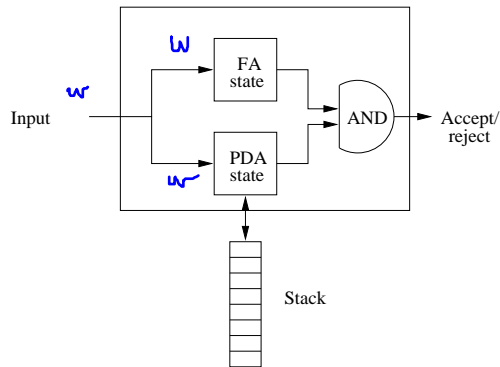 w
W
FA
state
Input
AND
Accept/
reject
w
PDA
state
Stack